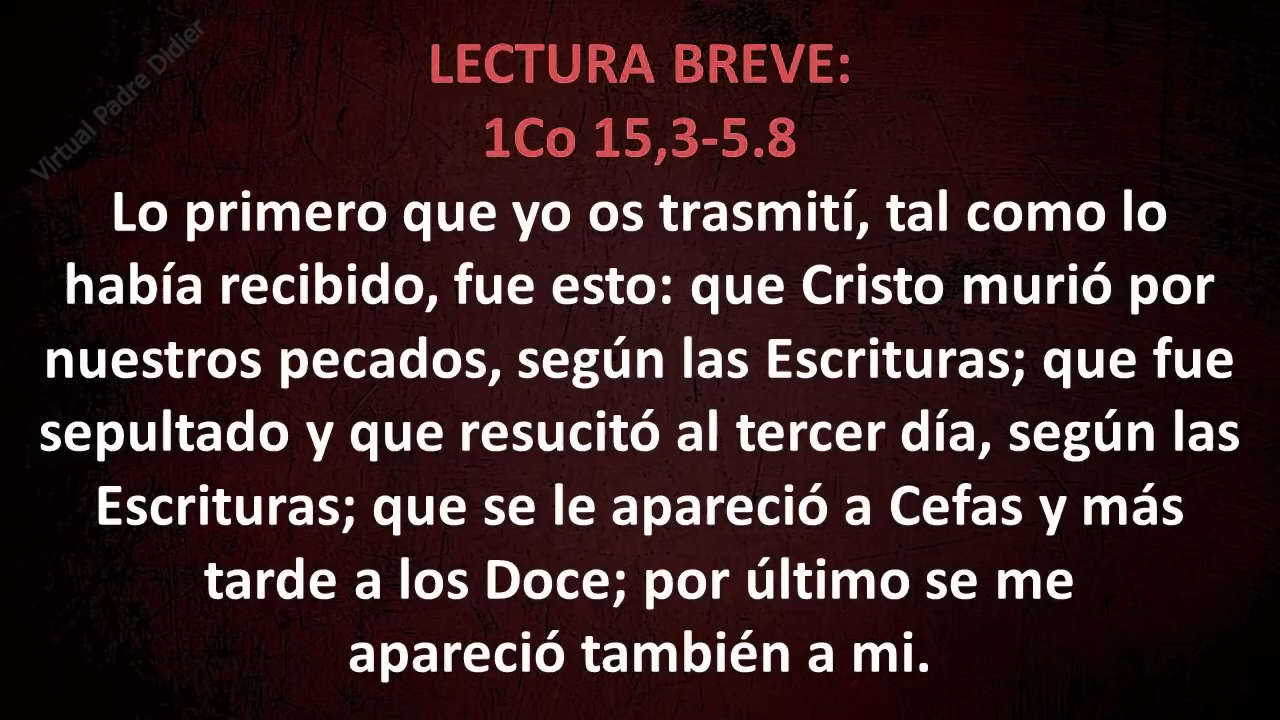 Virtual Padre Didier
LECTURA BREVE:
1Co 15,3-5.8
Lo primero que yo os trasmití, tal como lo
había recibido, fue esto: que Cristo murió por
nuestros pecados, según las Escrituras; que fue
sepultado y que resucitó al tercer día, según las
Escrituras; que se le apareció a Cefas y más
tarde a los Doce; por último se me
apareció también a mi.